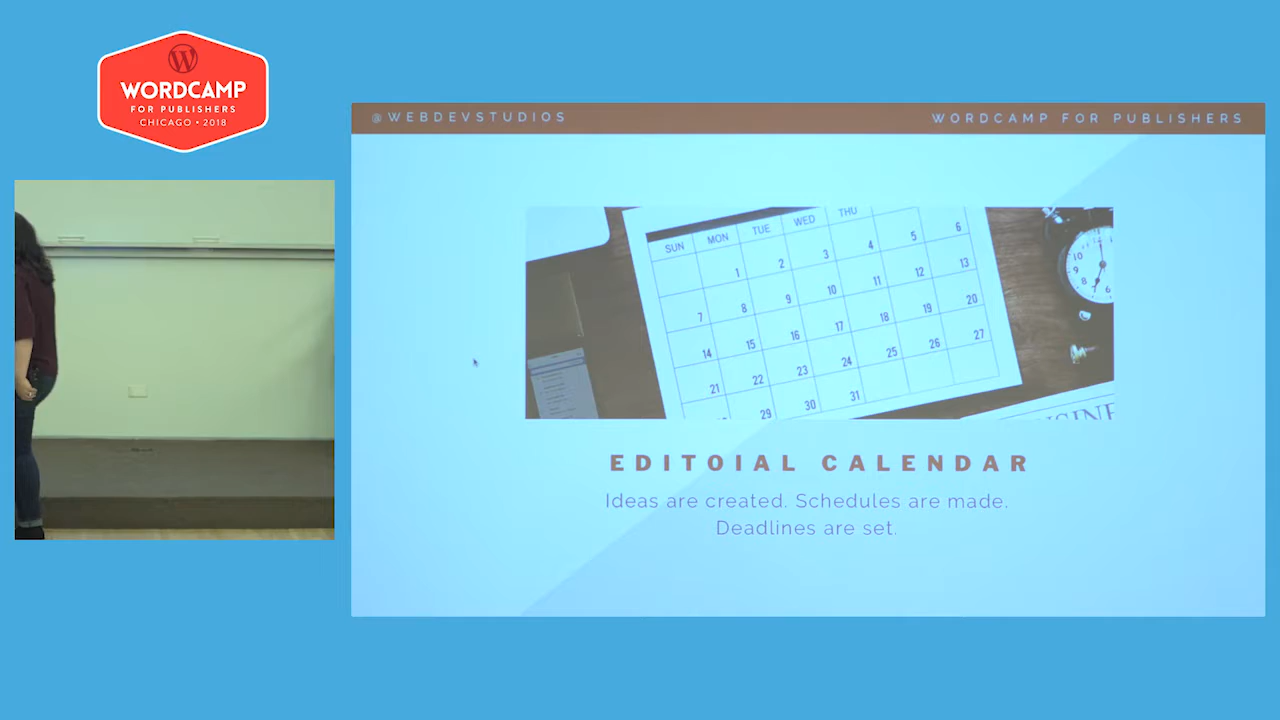 WORDCAMP
FOR PUBLISHERS
CHICAGO • 2018
@WEBDEVSTUDIOS
WORDCAMP FOR PUBLISHERS
SUN MON TUE WED THU
1 2 3 4 5 6
7 8 9 10 11 12 13
14 15 16 17 18 19 20
21 22 23 24 25 26 27
29 30 31
EDITOIAL CALENDAR
Ideas are created. Schedules are made.
Deadlines are set.